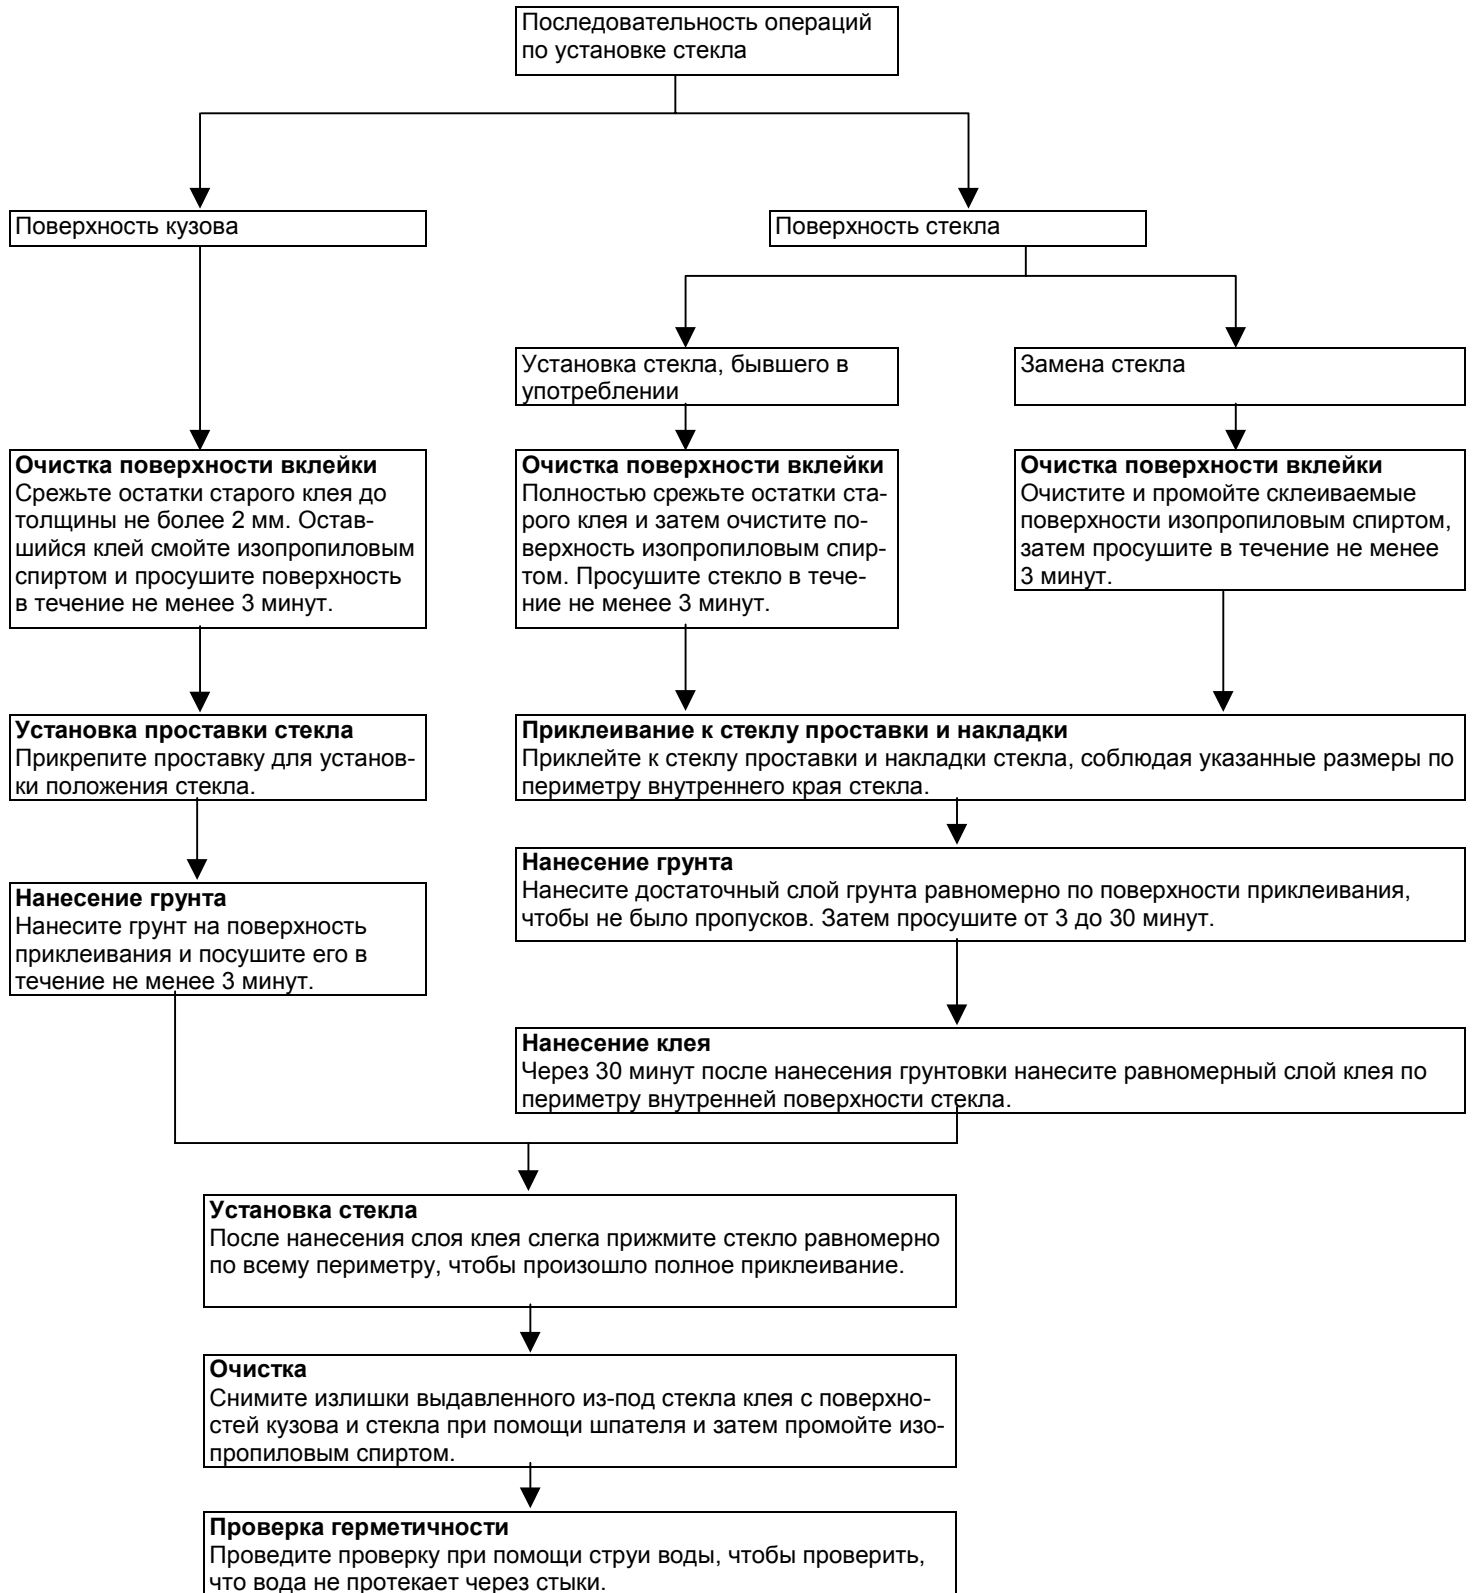 Последовательность операций
по установке стекла
Поверхность кузова
Поверхность стекла
Установка стекла, бывшего в
употреблении
Замена стекла
Очистка поверхности вклейки
Срежьте остатки старого клея до
толщины не более 2 мм. Остав-
шийся клей смойте изопропиловым
спиртом и просушите поверхность
в течение не менее 3 минут.
Очистка поверхности вклейки
Полностью срежьте остатки ста-
рого клея и затем очистите по-
верхность изопропиловым спир-
том. Просушите стекло в тече-
ние не менее 3 минут.
Очистка поверхности вклейки
Очистите и промойте склеиваемые
поверхности изопропиловым спиртом,
затем просушите в течение не менее
3 минут.
Установка проставки стекла
Прикрепите проставку для установ-
ки положения стекла.
Приклеивание к стеклу проставки и накладки
Приклейте к стеклу проставки и накладки стекла, соблюдая указанные размеры по
периметру внутреннего края стекла.
Нанесение грунта
Нанесите грунт на поверхность
приклеивания и посушите его в
течение не менее 3 минут.
Нанесение грунта
Нанесите достаточный слой грунта равномерно по поверхности приклеивания,
чтобы не было пропусков. Затем просушите от 3 до 30 минут.
Нанесение клея
Через 30 минут после нанесения грунтовки нанесите равномерный слой клея по
периметру внутренней поверхности стекла.
Установка стекла
После нанесения слоя клея слегка прижмите стекло равномерно
по всему периметру, чтобы произошло полное приклеивание.
Очистка
Снимите излишки выдавленного из-под стекла клея с поверхно-
стей кузова и стекла при помощи шпателя и затем промойте изо-
пропиловым спиртом.
Проверка герметичности
Проведите проверку при помощи струи воды, чтобы проверить,
что вода не протекает через стыки.